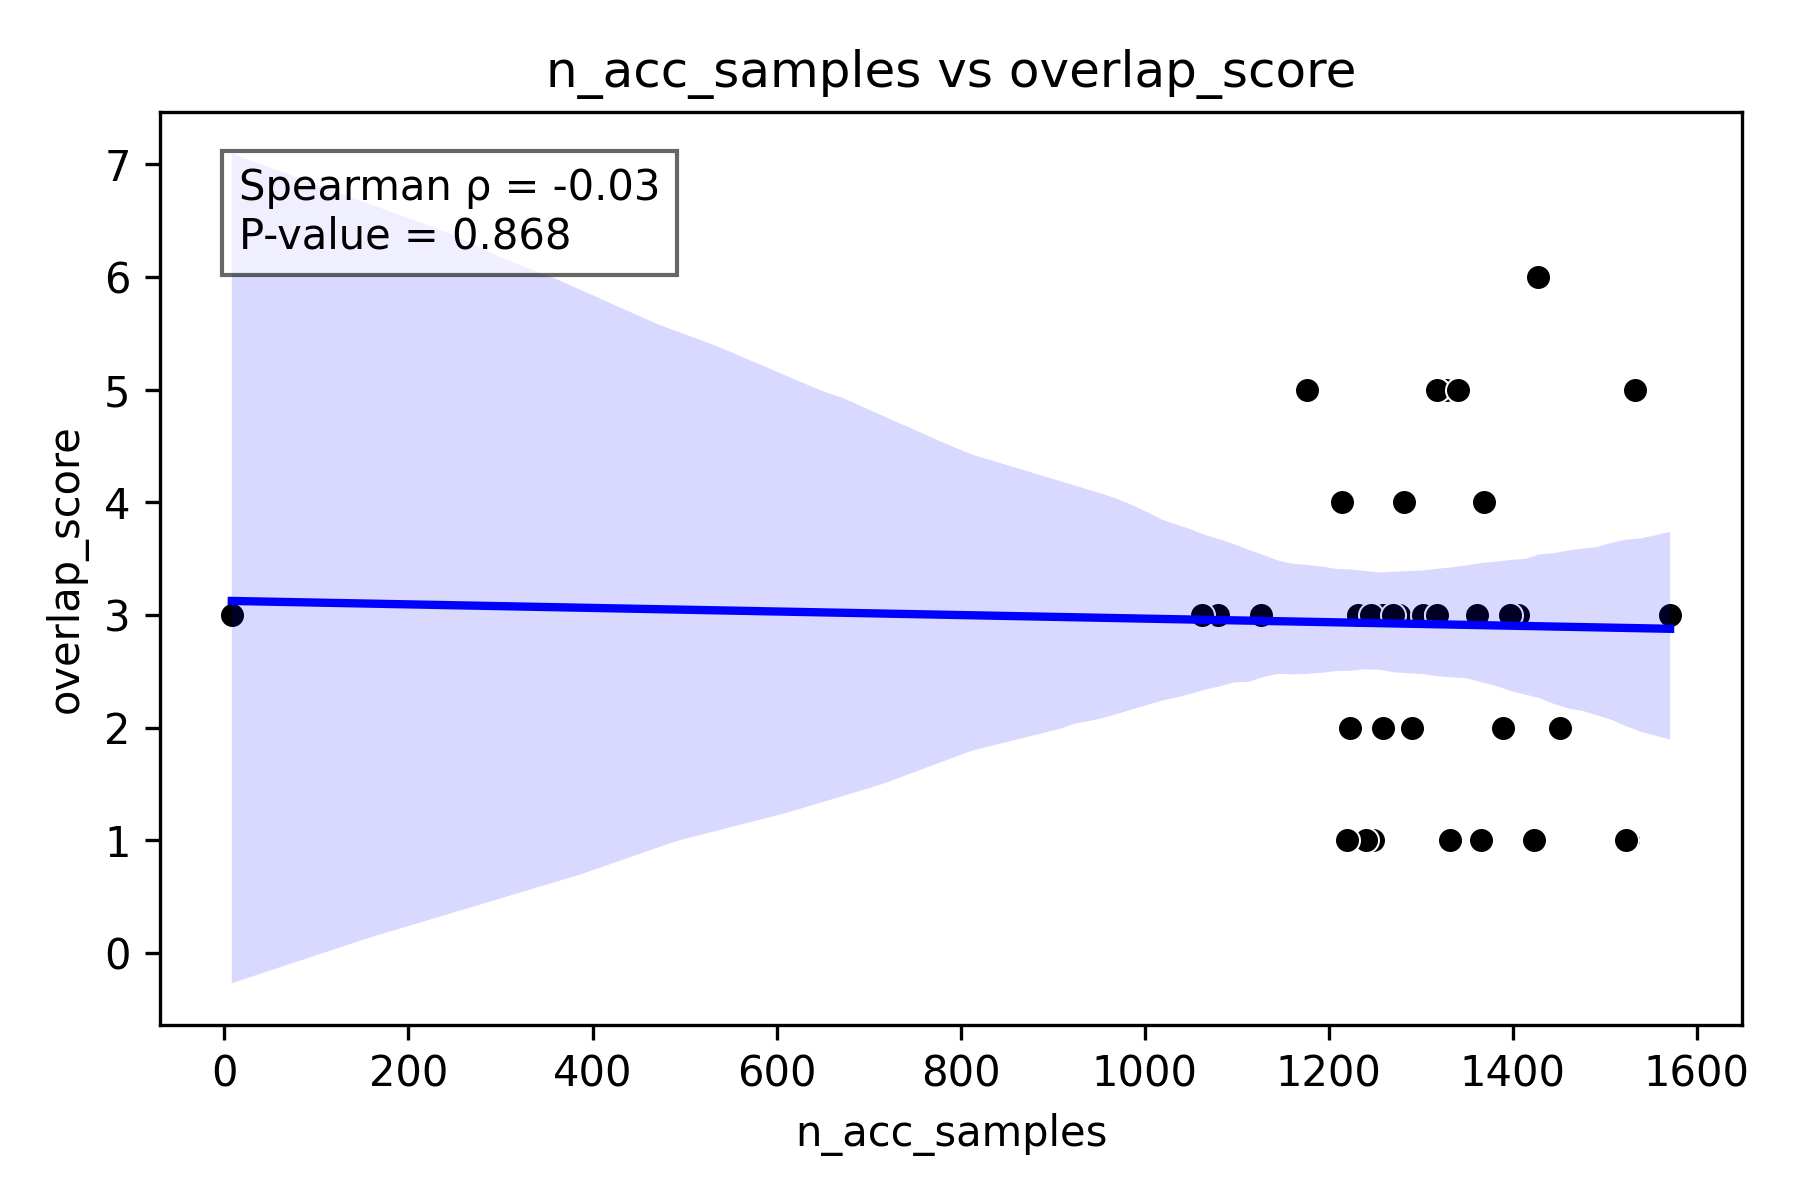 n_acc_samples vs overlap_score
Spearman ρ = -0.03
P-value = 0.868
overlap_score
7
6
5
4
3
2
1
0
0 200 400 600 800 1000 1200 1400 1600
n_acc_samples